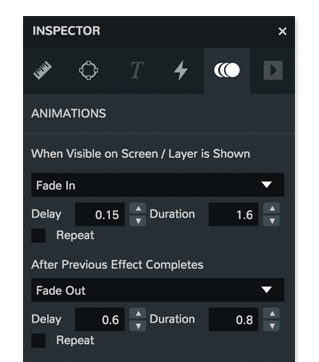 INSPECTOR
ANIMATIONS
When Visible on Screen / Layer is Shown
Fade In
Delay 0.15 Duration 1.6
Repeat
After Previous Effect Completes
Fade Out
Delay 0.6 Duration 0.8
Repeat